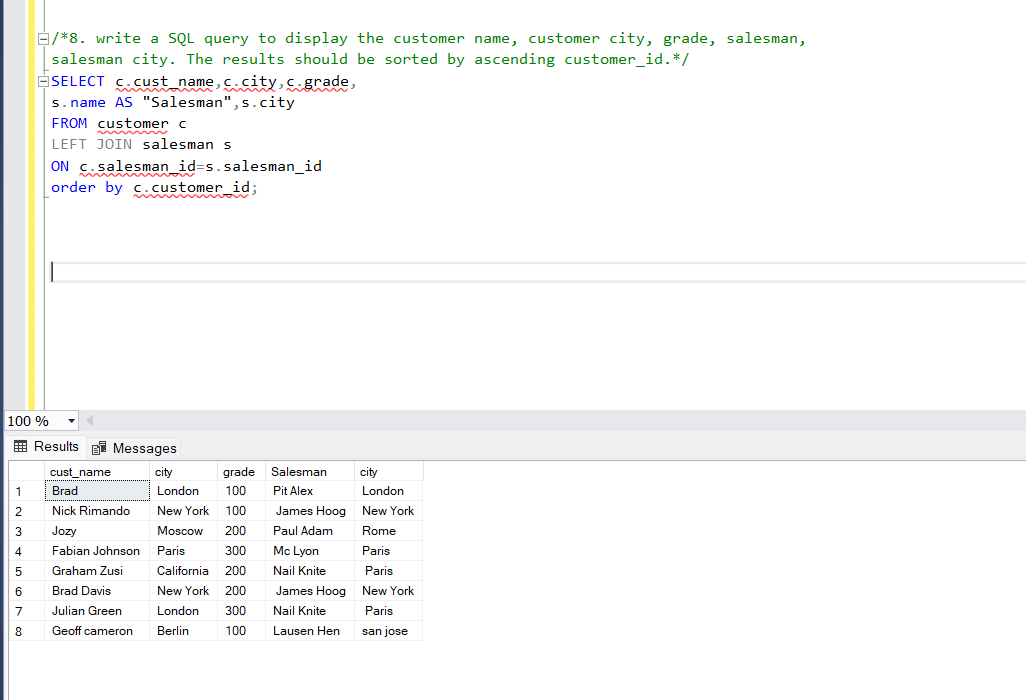 /*8. write a SQL query to display the customer name, customer city, grade, salesman,
salesman city. The results should be sorted by ascending customer_id.*/
SELECT c.cust_name,c.city,c.grade,
s.name AS "Salesman",s.city
FROM customer c
LEFT JOIN salesman s
ON c.salesman_id=s.salesman_id
order by c.customer_id;
100 %
Results Messages
cust_name city grade Salesman city
1 Brad London 100 Pit Alex London
2 Nick Rimando New York 100 James Hoog New York
3 Jozy Moscow 200 Paul Adam Rome
4 Fabian Johnson Paris 300 Mc Lyon Paris
5 Graham Zusi California 200 Nail Knite Paris
6 Brad Davis New York 200 James Hoog New York
7 Julian Green London 300 Nail Knite Paris
8 Geoff cameron Berlin 100 Lausen Hen san jose